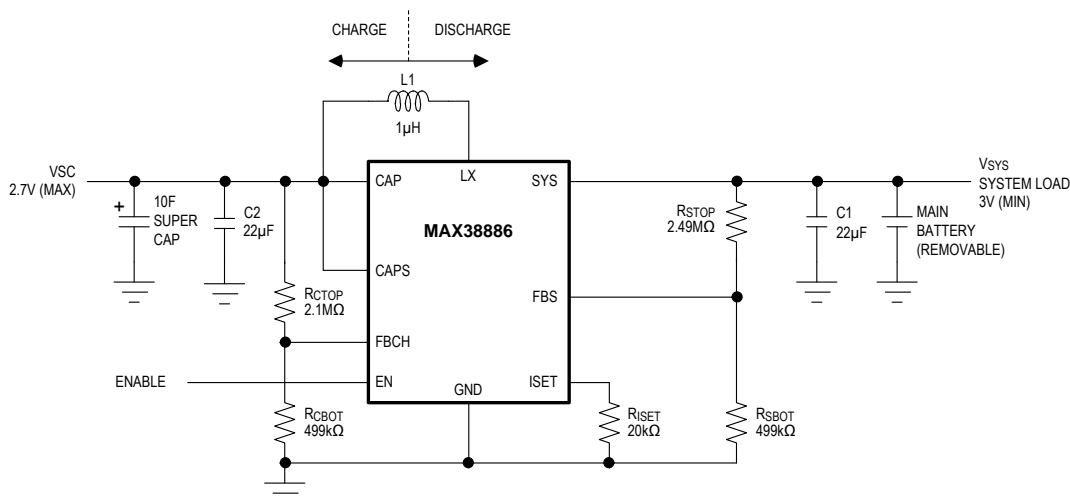 CHARGE
DISCHARGE
L1
1µH
VSC
2.7V (MAX)
CAP
LX
SYS
VSYS
SYSTEM LOAD
3V (MIN)
+
10F
SUPER
CAP
C2
22µF
MAX38886
RSTOP
2.49MΩ
C1
22µF
MAIN
BATTERY
(REMOVABLE)
CAPS
RCTOP
2.1MΩ
FBS
FBCH
ENABLE
EN
GND
ISET
RCBOT
499kΩ
RISET
20kΩ
RSBOT
499kΩ